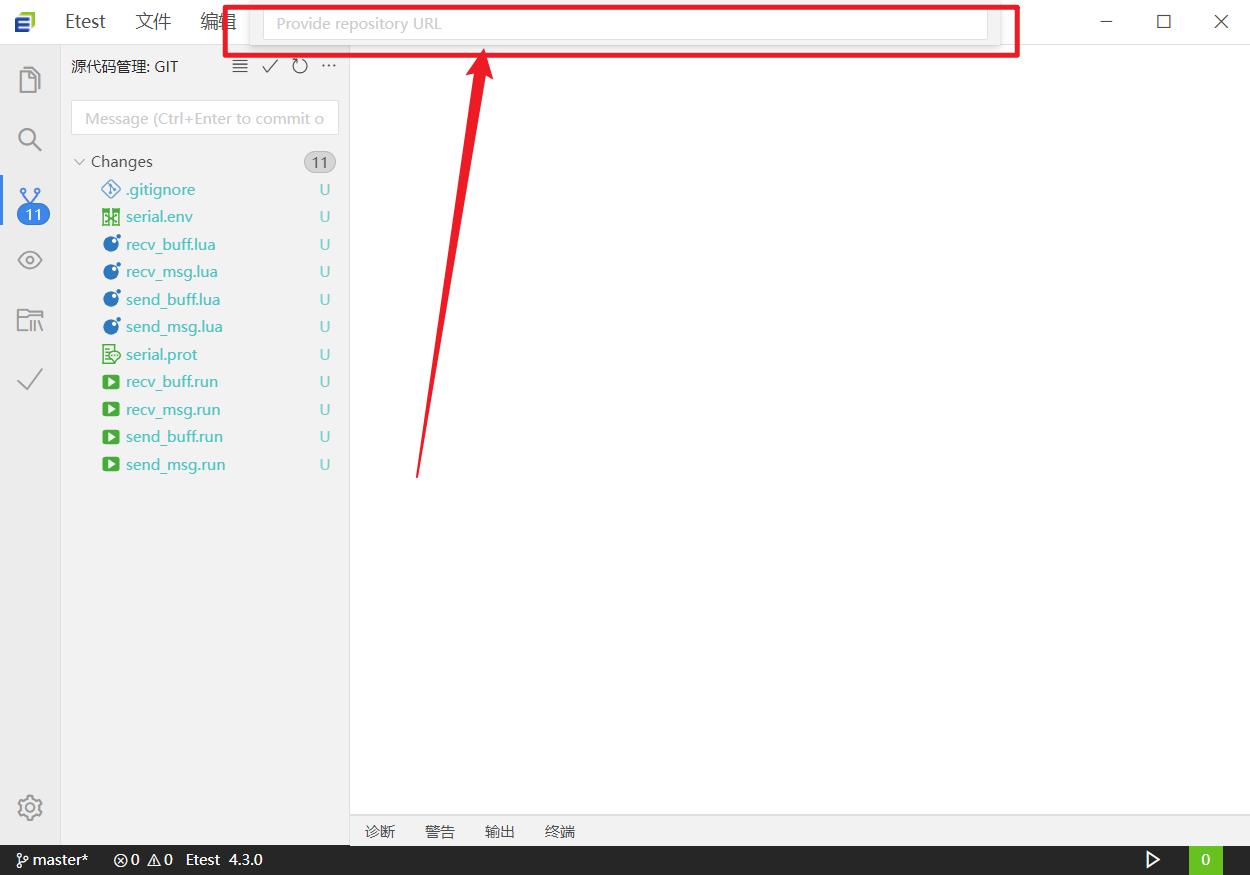 Etest 文件 编辑
Provide repository URL
源代码管理: GIT
Message (Ctrl+Enter to commit o
Changes 11
.gitignore U
serial.env U
11
recv_buff.lua U
recv_msg.lua U
send_buff.lua U
send_msg.lua U
serial.prot U
recv_buff.run U
recv_msg.run U
send_buff.run U
send_msg.run U
诊断 警告 输出 终端
master* 0 0 Etest 4.3.0 0